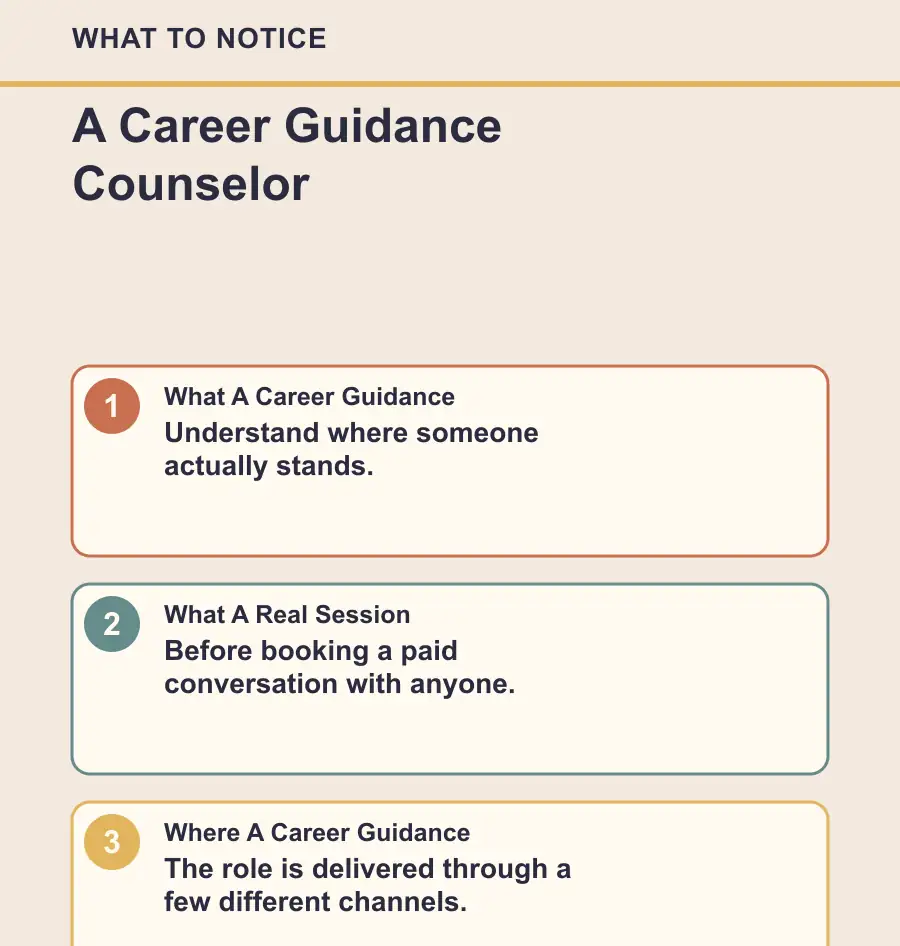 WHAT TO NOTICE
A Career Guidance
Counselor
1
What A Career Guidance
Understand where someone
actually stands.
2
What A Real Session
Before booking a paid
conversation with anyone.
3
Where A Career Guidance
The role is delivered through a
few different channels.